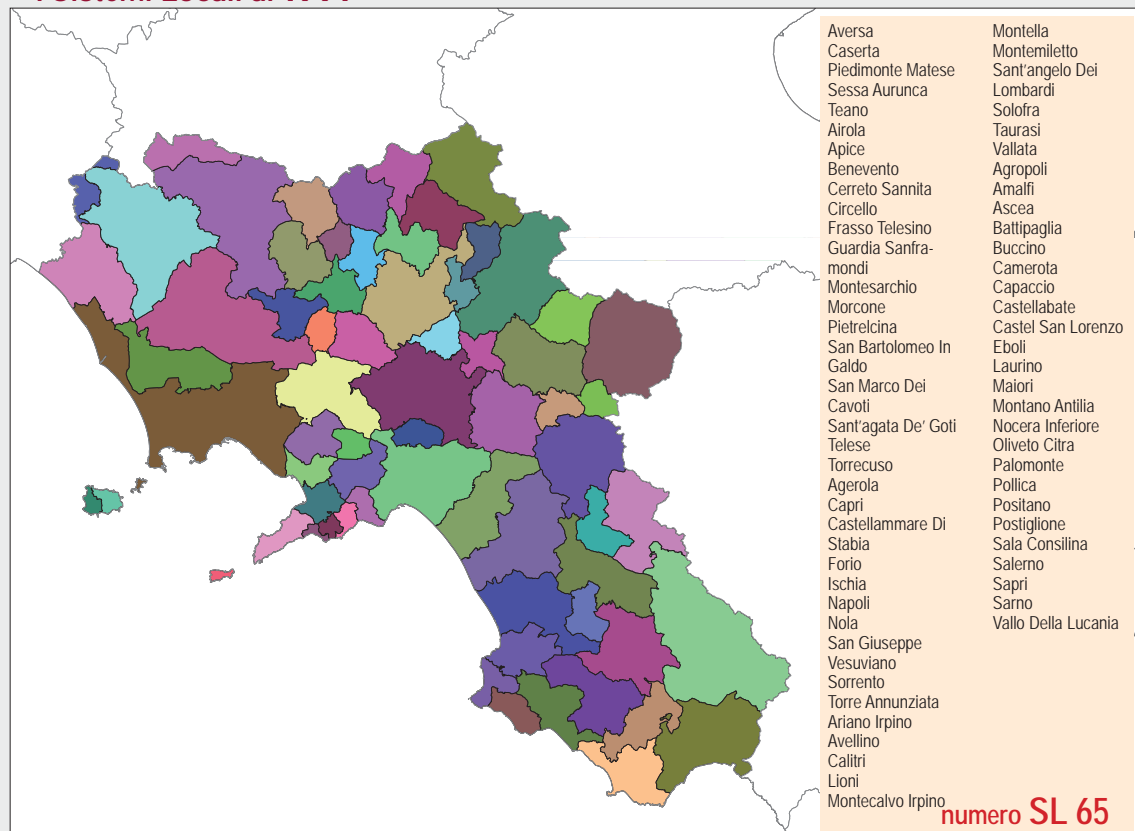 Aversa
Caserta
Piedimonte Matese
Sessa Aurunca
Teano
Airola
Apice
Benevento
Cerreto Sannita
Circello
Frasso Telesino
Guardia Sanfra-
mondi
Montesarchio
Morcone
Pietrelcina
San Bartolomeo In
Galdo
San Marco Dei
Cavoti
Sant'agata De' Goti
Telese
Torrecuso
Agerola
Capri
Castellammare Di
Stabia
Forio
Ischia
Napoli
Nola
San Giuseppe
Vesuviano
Sorrento
Torre Annunziata
Ariano Irpino
Avellino
Calitri
Lioni
Montecalvo Irpino
Montella
Montemiletto
Sant'angelo Dei
Lombardi
Solofra
Taurasi
Vallata
Agropoli
Amalfi
Ascea
Battipaglia
Buccino
Camerota
Capaccio
Castellabate
Castel San Lorenzo
Eboli
Laurino
Maiori
Montano Antilia
Nocera Inferiore
Oliveto Citra
Palomonte
Pollica
Positano
Postiglione
Sala Consilina
Salerno
Sapri
Sarno
Vallo Della Lucania
numero SL 65